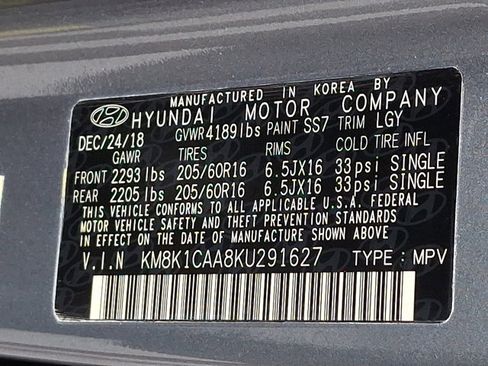 MANUFACTURED IN KOREA BY
HYUNDAI MOTOR COMPANY
DEC/24/18 GVWR4189lbs PAINT SS7 TRIM LGY
GAWR TIRES RIMS COLD TIRE INFL
FRONT 2293lbs 205/60R16 6.5JX16 33psi SINGLE
REAR 2205lbs 205/60R16 6.5JX16 33psi SINGLE
THIS VEHICLE CONFORMS TO ALL APPLICABLE U.S.A. FEDERAL
MOTOR VEHICLE SAFETY AND THEFT PREVENTION STANDARDS
IN EFFECT ON THE DATE OF MANUFACTURE SHOWN ABOVE.
V.I.N KM8K1CAA8KU291627 TYPE: MPV